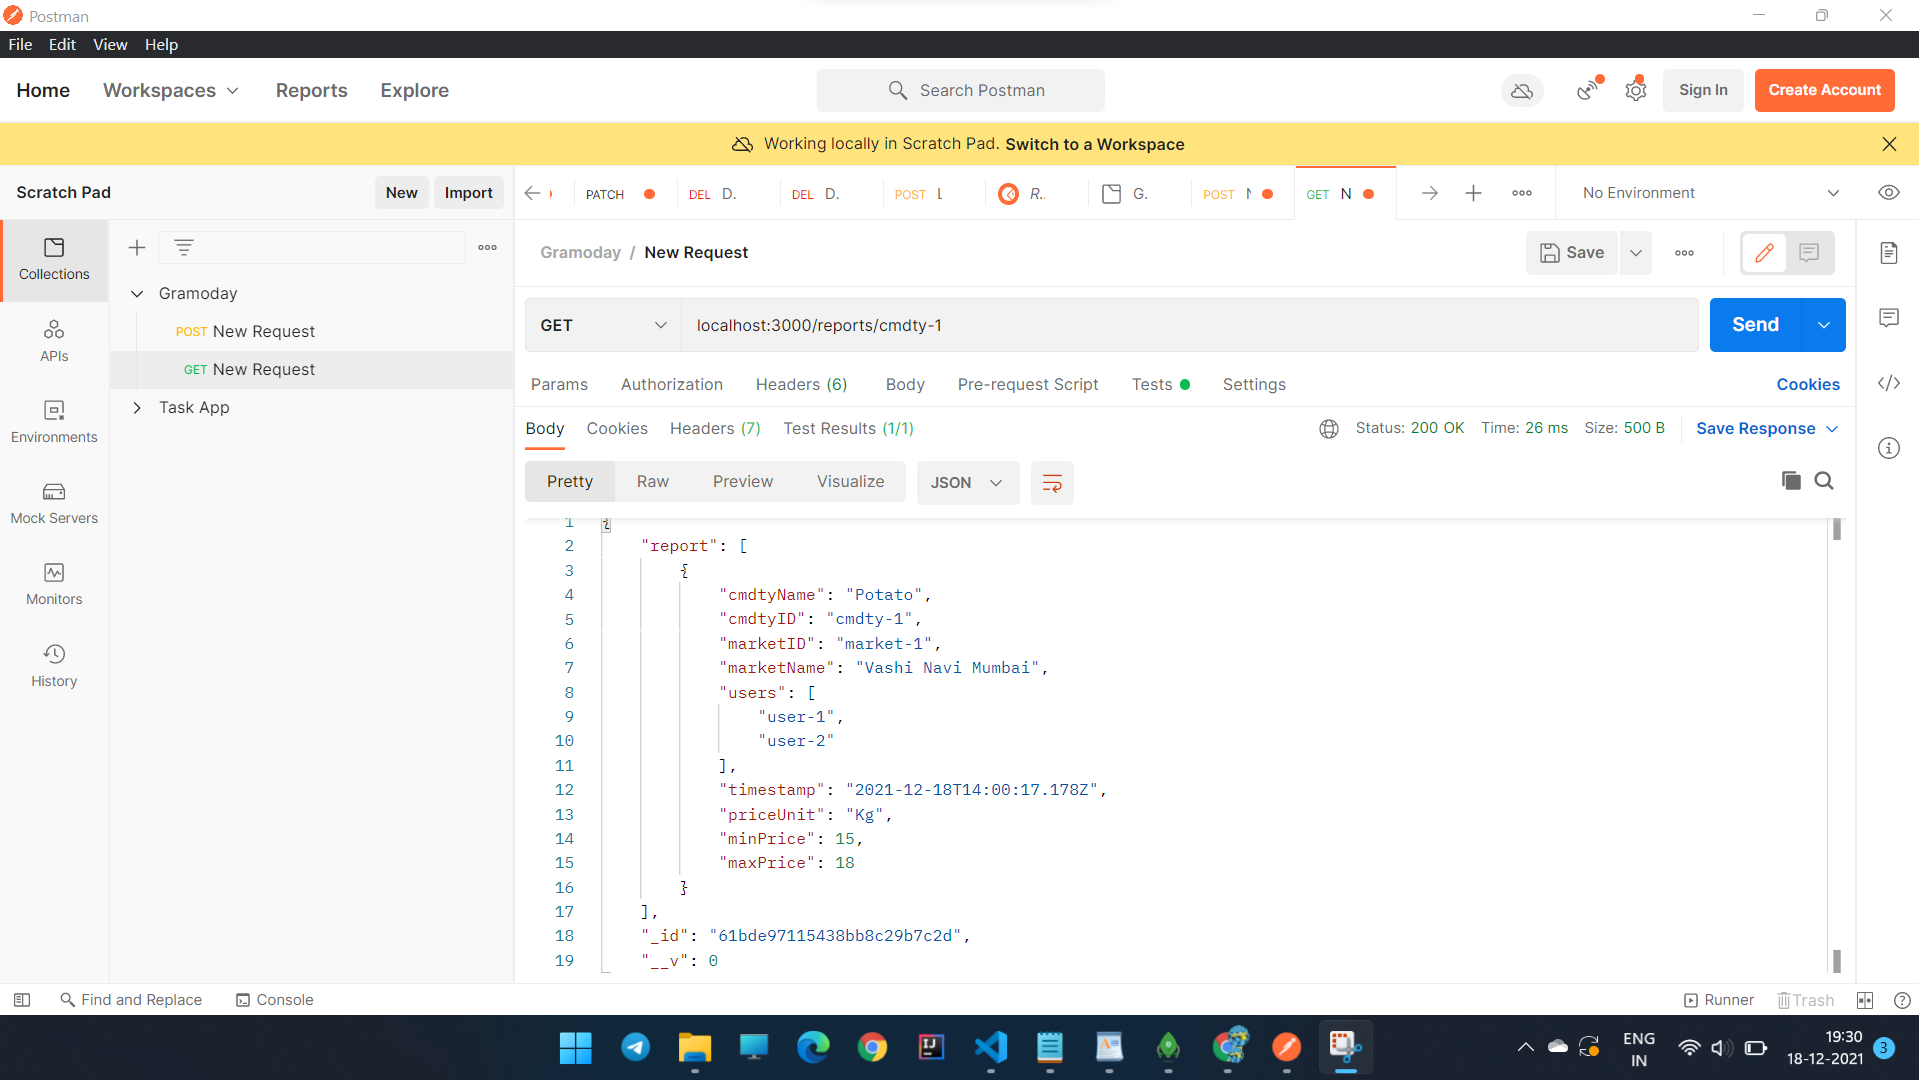 Postman
File Edit View Help
Home Workspaces Reports Explore Search Postman Sign In Create Account
Working locally in Scratch Pad. Switch to a Workspace
Scratch Pad New Import PATCH DEL D. DEL D. POST R.. G. POST GET N No Environment
Collections
APIs
Environments
Mock Servers
Monitors
History
Gramoday
POST New Request
GET New Request
Task App
Gramoday / New Request Save
GET localhost:3000/reports/cmdty-1 Send
Params Authorization Headers (6) Body Pre-request Script Tests Settings Cookies
Body Cookies Headers (7) Test Results (1/1) Status: 200 OK Time: 26 ms Size: 500 B Save Response
Pretty Raw Preview Visualize JSON
1 {
2 "report": [
3 {
4 "cmdtyName": "Potato",
5 "cmdtyID": "cmdty-1",
6 "marketID": "market-1",
7 "marketName": "Vashi Navi Mumbai",
8 "users": [
9 "user-1",
10 "user-2"
11 ],
12 "timestamp": "2021-12-18T14:00:17.178Z",
13 "priceUnit": "Kg",
14 "minPrice": 15,
15 "maxPrice": 18
16 }
17 ],
18 "_id": "61bde97115438bb8c29b7c2d",
19 "__v": 0
Find and Replace Console Runner Trash
ENG
IN
19:30
18-12-2021
3